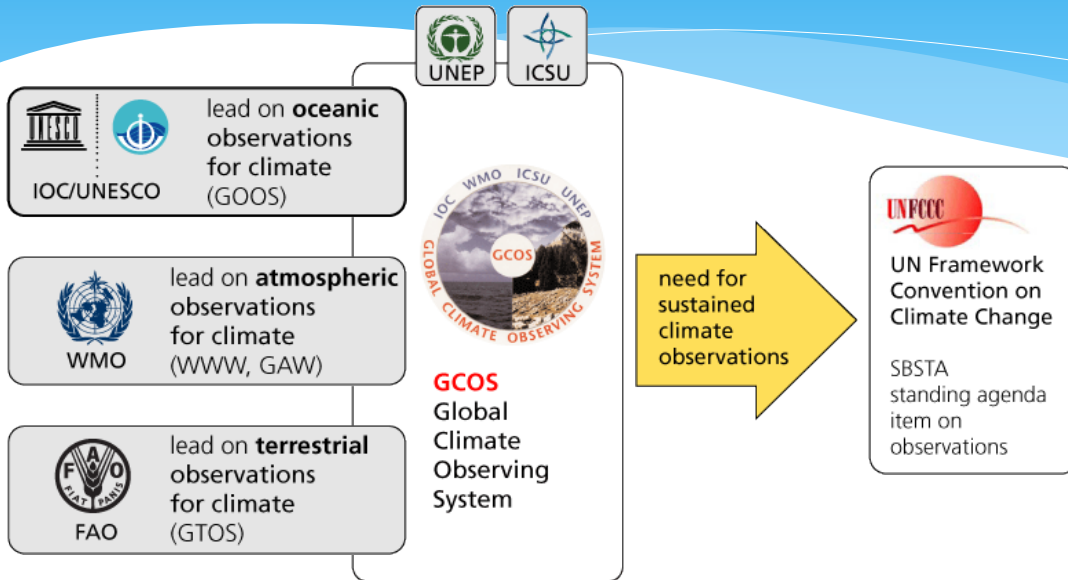 UNEP
ICSU
UNESCO
IOC/UNESCO
lead on oceanic
observations
for climate
(GOOS)
WMO
lead on atmospheric
observations
for climate
(WWW, GAW)
FAO
FIAT PANIS
FAO
lead on terrestrial
observations
for climate
(GTOS)
IOC WMO ICSU UNEP
GCOS
GLOBAL CLIMATE OBSERVING SYSTEM
GCOS
Global
Climate
Observing
System
need for
sustained
climate
observations
UNFCCC
UN Framework
Convention on
Climate Change
SBSTA
standing agenda
item on
observations